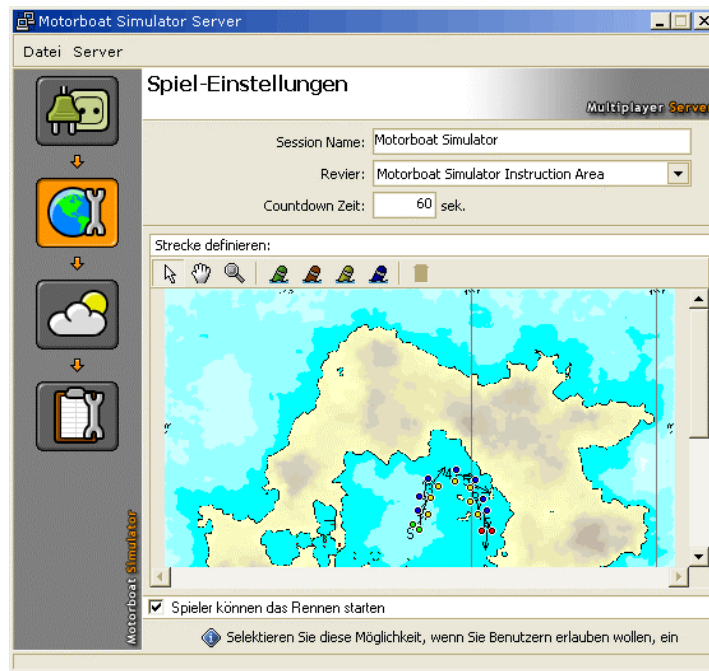 Motorboat Simulator Server
Datei Server
Spiel-Einstellungen
Multiplayer Server
Session Name: Motorboat Simulator
Revier: Motorboat Simulator Instruction Area
Countdown Zeit: 60 sek.
Strecke definieren:
Motorboat Simulator
Spieler können das Rennen starten
Selektieren Sie diese Möglichkeit, wenn Sie Benutzern erlauben wollen, ein